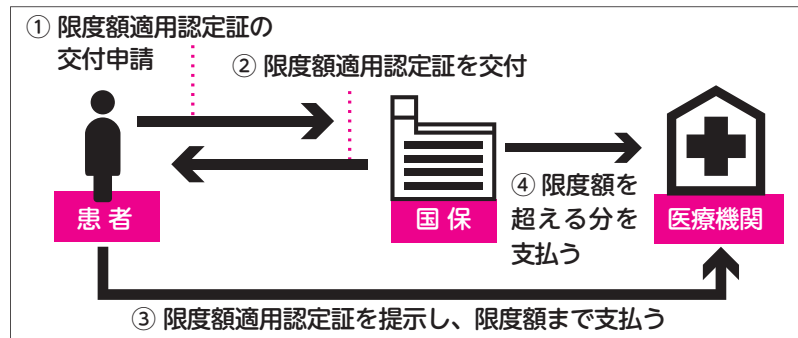 ① 限度額適用認定証の
交付申請
② 限度額適用認定証を交付
患者
国保
医療機関
④ 限度額を
超える分を
支払う
③ 限度額適用認定証を提示し、限度額まで支払う